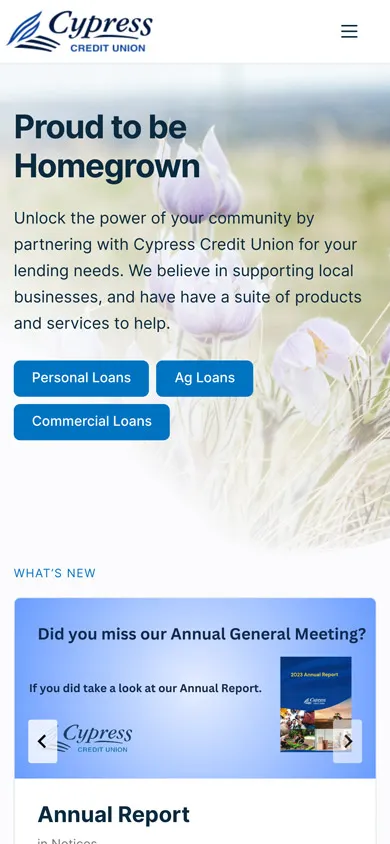 Cypress
CREDIT UNION
Proud to be
Homegrown
Unlock the power of your community by
partnering with Cypress Credit Union for your
lending needs. We believe in supporting local
businesses, and have have a suite of products
and services to help.
Personal Loans
Ag Loans
Commercial Loans
WHAT'S NEW
Did you miss our Annual General Meeting?
If you did take a look at our Annual Report.
2023 Annual Report
Cypress
CREDIT UNION
Annual Report
in Notices